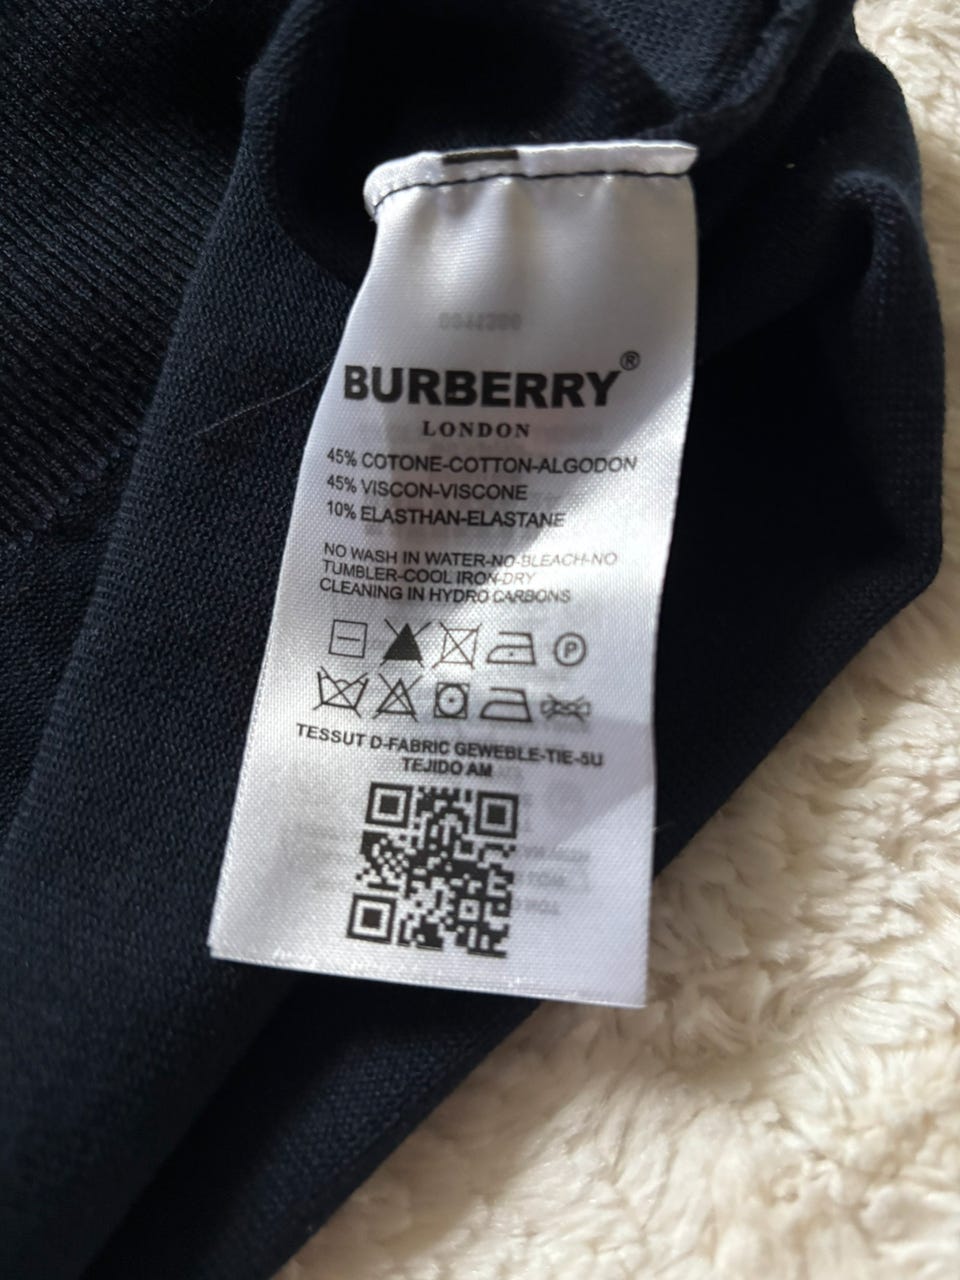 BURBERRY®
LONDON
45% COTONE-COTTON-ALGODON
45% VISCON-VISCONE
10% ELASTHAN-ELASTANE
NO WASH IN WATER-NO-BLEACH-NO
TUMBLER-COOL IRON-DRY
CLEANING IN HYDRO CARBONS
P
TESSUT D-FABRIC GEWEBLE-TIE-5U
TEJIDO AM